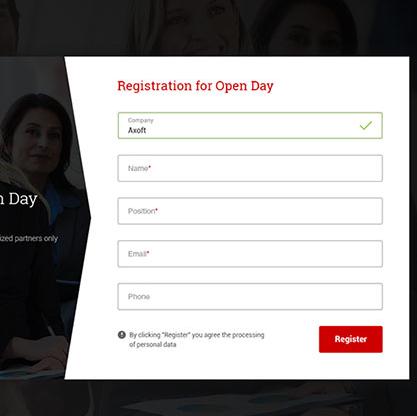 Registration for Open Day
Company
Axoft
Name*
Position*
Email*
Phone
Day
partners only
By clicking "Register" you agree the processing
of personal data
Register